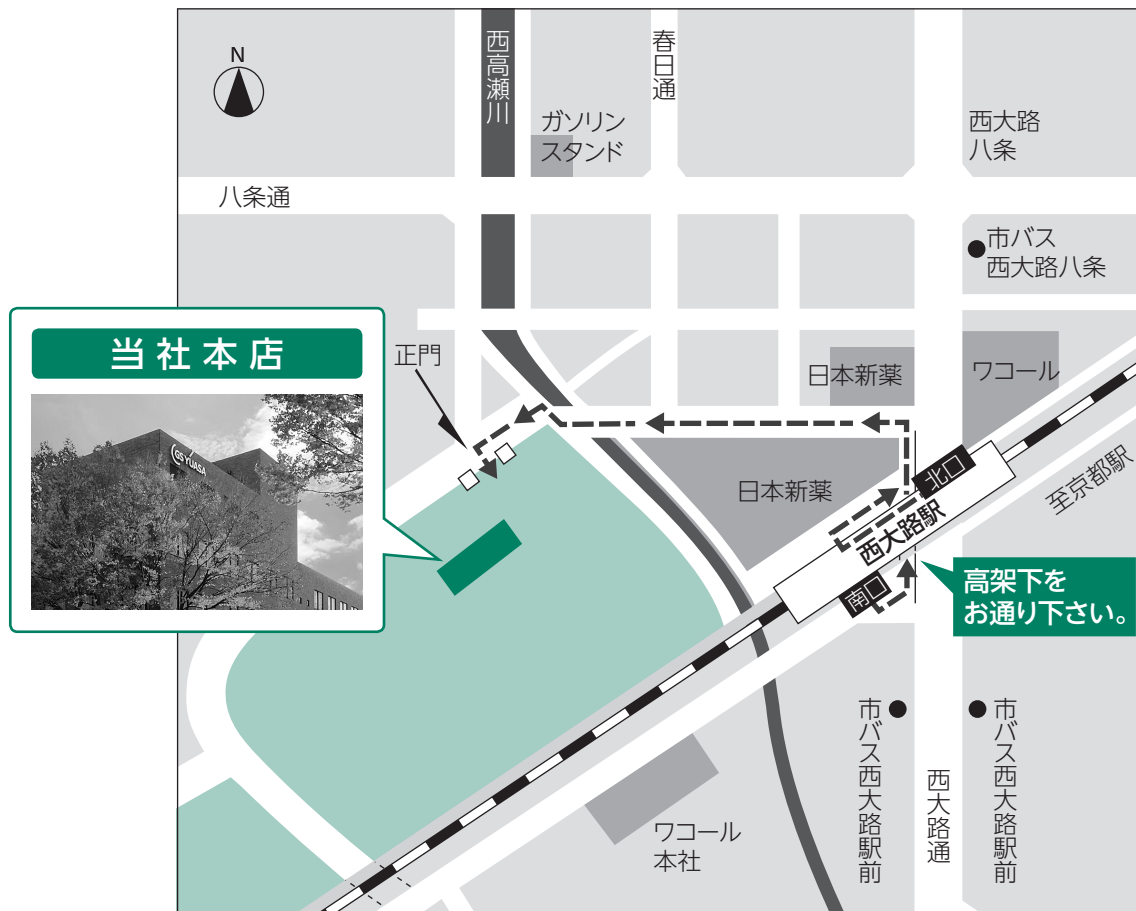 N
西高瀬川
春日通
ガソリン
スタンド
西大路
八条
八条通
市バス
西大路八条
当社本店
正門
日本新薬
ワコール
GS YUASA
日本新薬
北口
至京都駅
西大路駅
南口
高架下を
お通り下さい。
市バス西大路駅前
西大路通
市バス西大路駅前
ワコール
本社